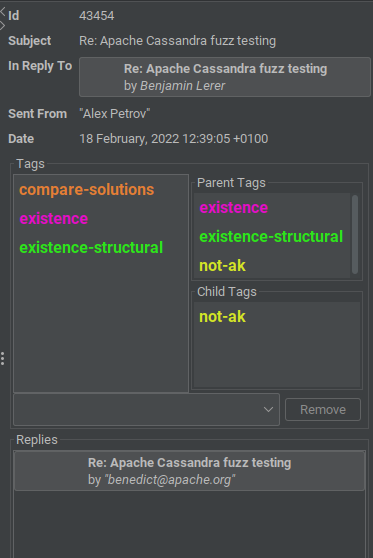 Id 43454
Subject Re: Apache Cassandra fuzz testing
In Reply To Re: Apache Cassandra fuzz testing
by Benjamin Lerer
Sent From "Alex Petrov"
Date 18 February, 2022 12:39:05 +0100
Tags
compare-solutions
existence
existence-structural
Parent Tags
existence
existence-structural
not-ak
Child Tags
not-ak
Remove
Replies
Re: Apache Cassandra fuzz testing
by "benedict@apache.org"